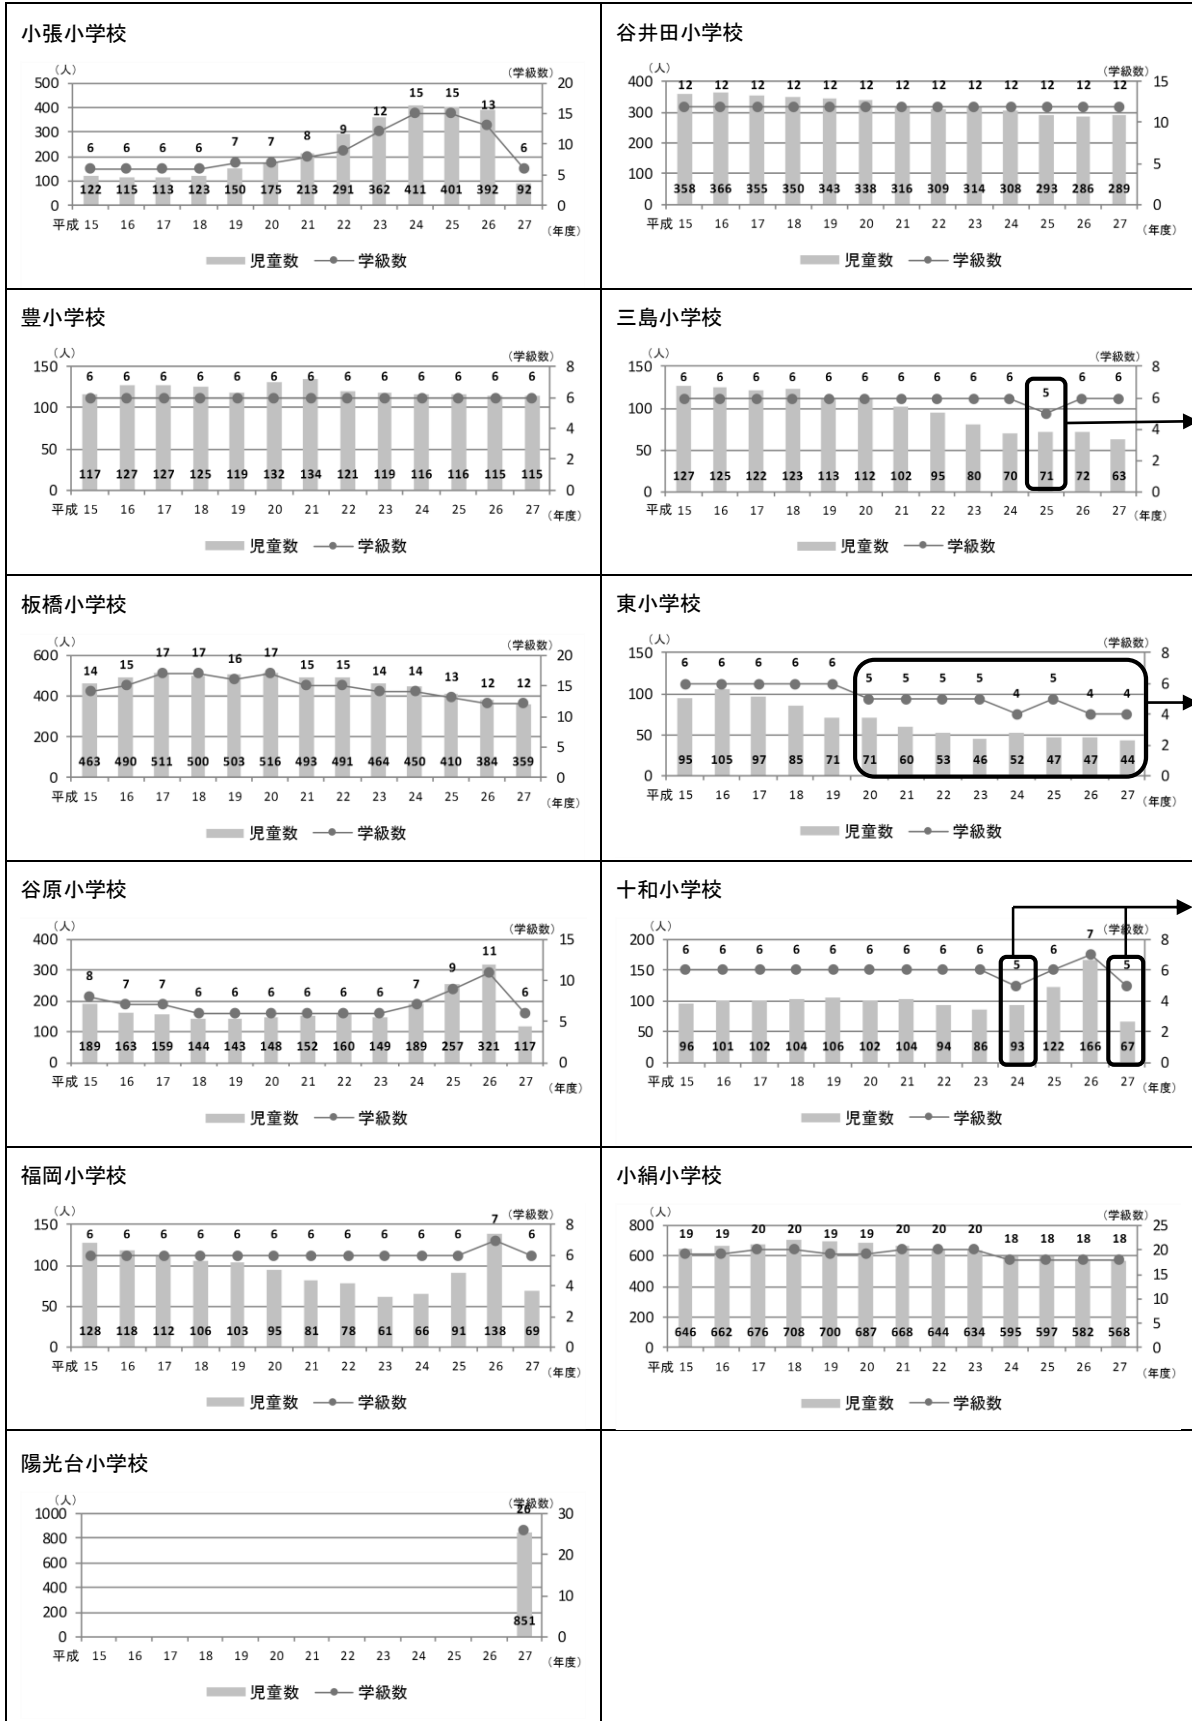 小張小学校
（人）
（学級数）
500 400 300 200 100 0
20 15 10 5 0
6 6 6 6 7 7 8 9 12 15 15 13 6
122 115 113 123 150 175 213 291 362 411 401 392 92
平成 15 16 17 18 19 20 21 22 23 24 25 26 27 （年度）
児童数 学級数
谷井田小学校
（人）
（学級数）
400 300 200 100 0
15 10 5 0
12 12 12 12 12 12 12 12 12 12 12 12 12
358 366 355 350 343 338 316 309 314 308 293 286 289
平成 15 16 17 18 19 20 21 22 23 24 25 26 27 （年度）
児童数 学級数
豊小学校
（人）
（学級数）
150 100 50 0
8 6 4 2 0
6 6 6 6 6 6 6 6 6 6 6 6 6
117 127 127 125 119 132 134 121 119 116 116 115 115
平成 15 16 17 18 19 20 21 22 23 24 25 26 27 （年度）
児童数 学級数
三島小学校
（人）
（学級数）
150 100 50 0
8 6 4 2 0
6 6 6 6 6 6 6 6 6 6 5 6 6
127 125 122 123 113 112 102 95 80 70 71 72 63
平成 15 16 17 18 19 20 21 22 23 24 25 26 27 （年度）
児童数 学級数
板橋小学校
（人）
（学級数）
600 400 200 0
20 15 10 5 0
14 15 17 17 16 17 15 15 14 14 13 12 12
463 490 511 500 503 516 493 491 464 450 410 384 359
平成 15 16 17 18 19 20 21 22 23 24 25 26 27 （年度）
児童数 学級数
東小学校
（人）
（学級数）
150 100 50 0
8 6 4 2 0
6 6 6 6 6 5 5 5 5 4 5 4 4
95 105 97 85 71 71 60 53 46 52 47 47 44
平成 15 16 17 18 19 20 21 22 23 24 25 26 27 （年度）
児童数 学級数
谷原小学校
（人）
（学級数）
400 300 200 100 0
15 10 5 0
8 7 7 6 6 6 6 6 6 7 9 11 6
189 163 159 144 143 148 152 160 149 189 257 321 117
平成 15 16 17 18 19 20 21 22 23 24 25 26 27 （年度）
児童数 学級数
十和小学校
（人）
（学級数）
200 150 100 50 0
8 6 4 2 0
6 6 6 6 6 6 6 6 6 5 6 7 5
96 101 102 104 106 102 104 94 86 93 122 166 67
平成 15 16 17 18 19 20 21 22 23 24 25 26 27 （年度）
児童数 学級数
福岡小学校
（人）
（学級数）
150 100 50 0
8 6 4 2 0
6 6 6 6 6 6 6 6 6 6 6 7 6
128 118 112 106 103 95 81 78 61 66 91 138 69
平成 15 16 17 18 19 20 21 22 23 24 25 26 27 （年度）
児童数 学級数
小絹小学校
（人）
（学級数）
800 600 400 200 0
25 20 15 10 5 0
19 19 20 20 19 19 20 20 20 18 18 18 18
646 662 676 708 700 687 668 644 634 595 597 582 568
平成 15 16 17 18 19 20 21 22 23 24 25 26 27 （年度）
児童数 学級数
陽光台小学校
（人）
（学級数）
1000 800 600 400 200 0
30 20 10 0
26
851
平成 15 16 17 18 19 20 21 22 23 24 25 26 27 （年度）
児童数 学級数